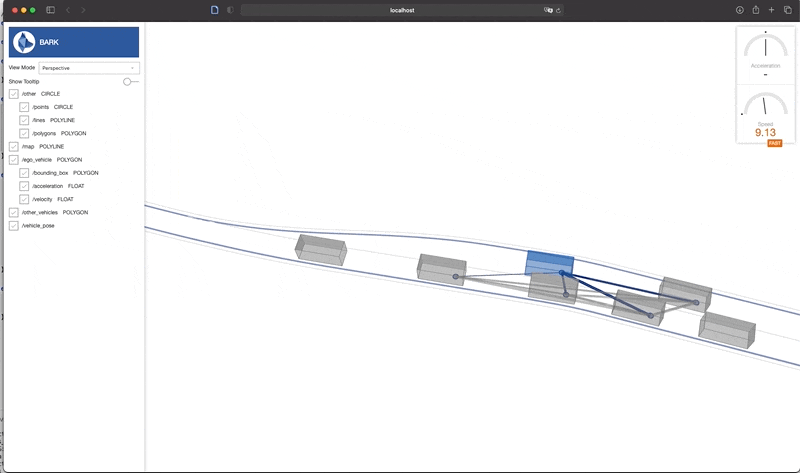 localhost
BARK
View Mode Perspective
Show Tooltip
/other CIRCLE
/points CIRCLE
/lines POLYLINE
/polygons POLYGON
/map POLYLINE
/ego_vehicle POLYGON
/bounding_box POLYGON
/acceleration FLOAT
/velocity FLOAT
/other_vehicles POLYGON
/vehicle_pose
Acceleration
-
Speed
9.13
FAST